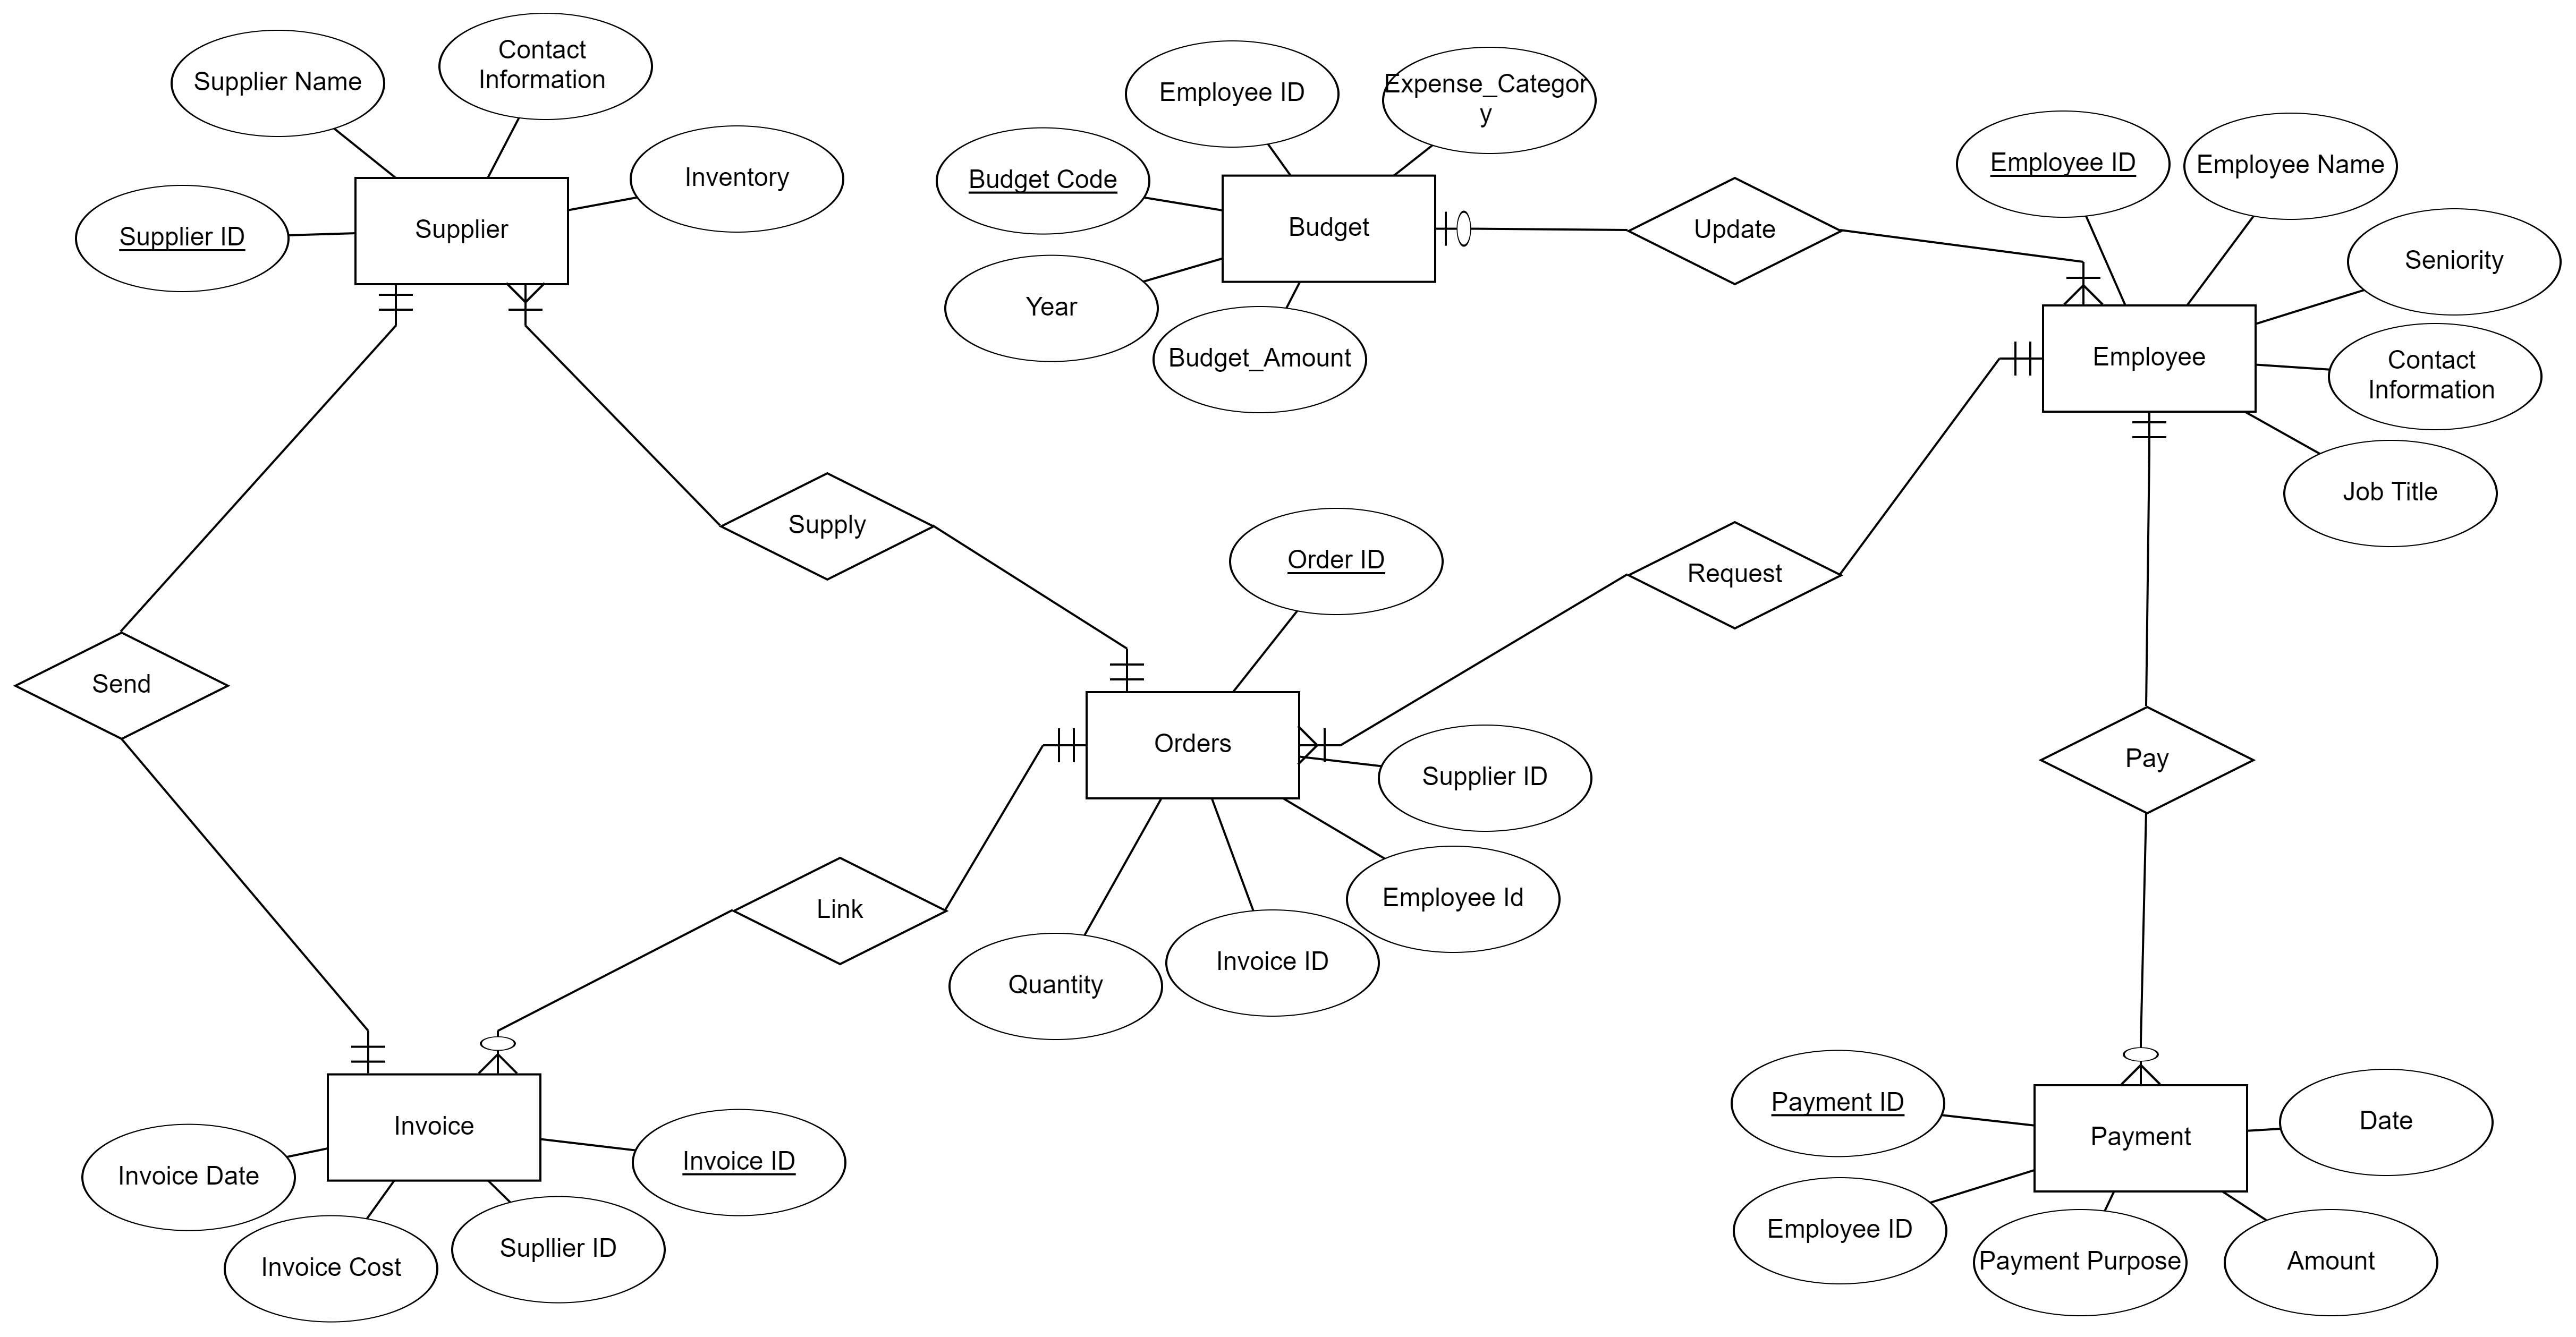 Supplier Name
Contact
Information
Inventory
Supplier ID
Supplier
Employee ID
Expense_Categor
y
Budget Code
Budget
Year
Budget_Amount
Update
Employee ID
Employee Name
Seniority
Employee
Contact
Information
Job Title
Supply
Order ID
Request
Send
Orders
Supplier ID
Pay
Link
Employee Id
Quantity
Invoice ID
Invoice
Invoice Date
Invoice ID
Invoice Cost
Supllier ID
Payment ID
Payment
Date
Employee ID
Payment Purpose
Amount